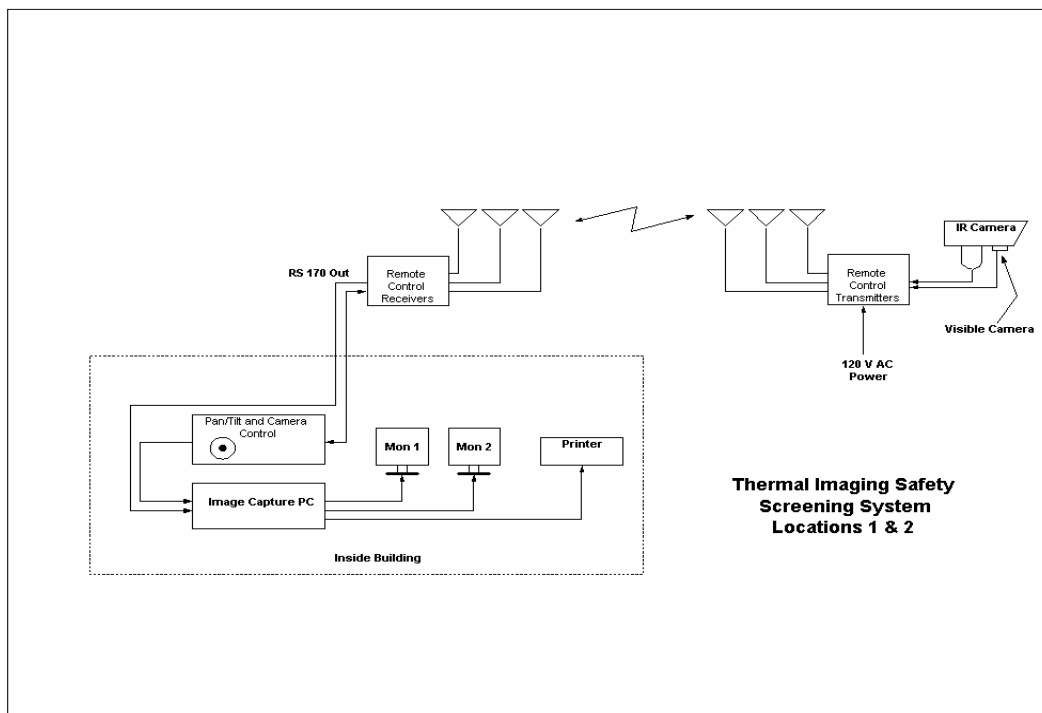 IR Camera
RS 170 Out
Remote
Control
Receivers
Remote
Control
Transmitters
Visible Camera
120 V AC
Power
Pan/Tilt and Camera
Control
Mon 1
Mon 2
Printer
Image Capture PC
Thermal Imaging Safety
Screening System
Locations 1 & 2
Inside Building